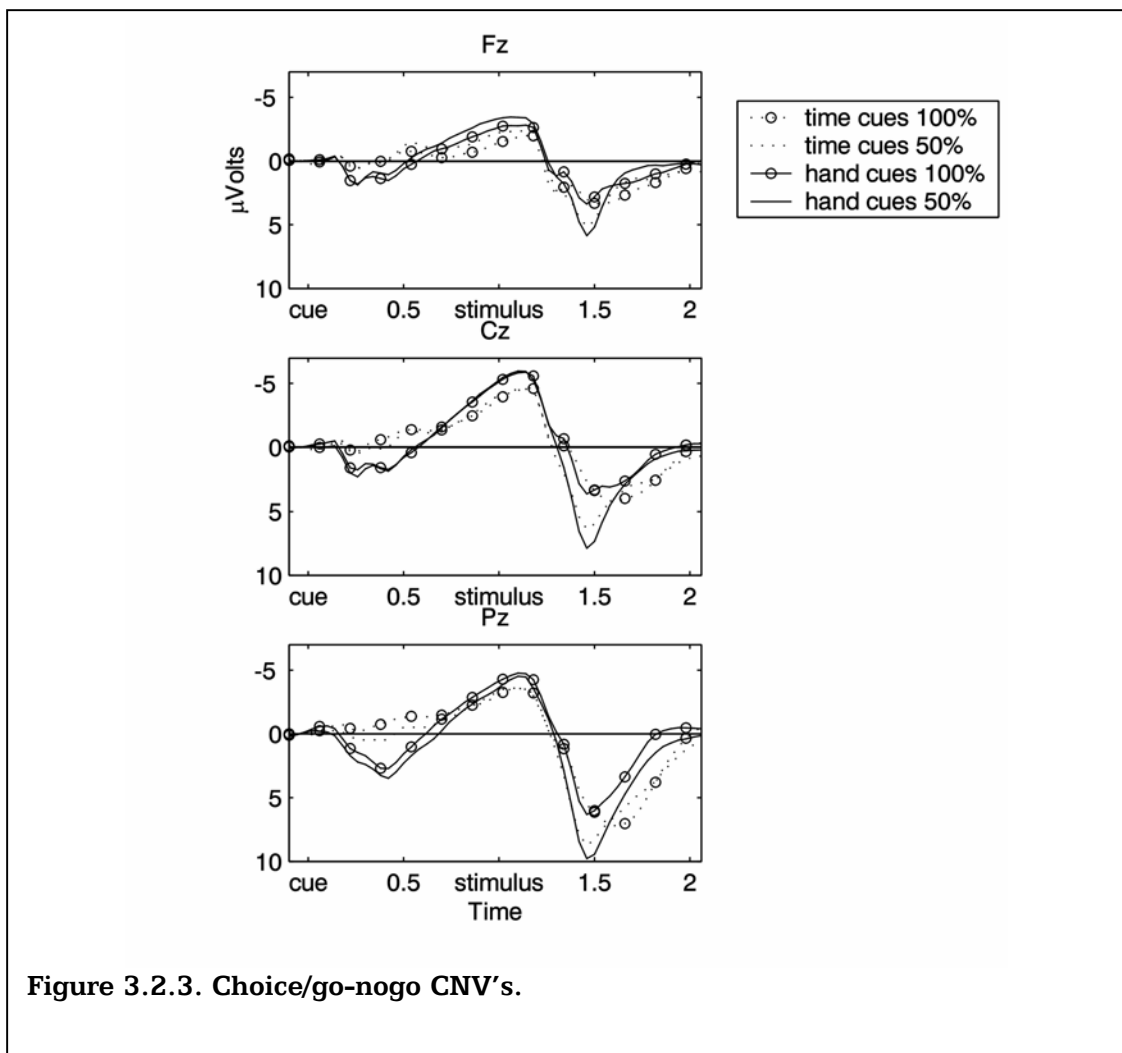 Fz
-5
0
5
10
µVolts
cue 0.5 stimulus 1.5 2
time cues 100%
time cues 50%
hand cues 100%
hand cues 50%
Cz
-5
0
5
10
cue 0.5 stimulus 1.5 2
Pz
-5
0
5
10
cue 0.5 stimulus 1.5 2
Time
Figure 3.2.3. Choice/go-nogo CNV's.